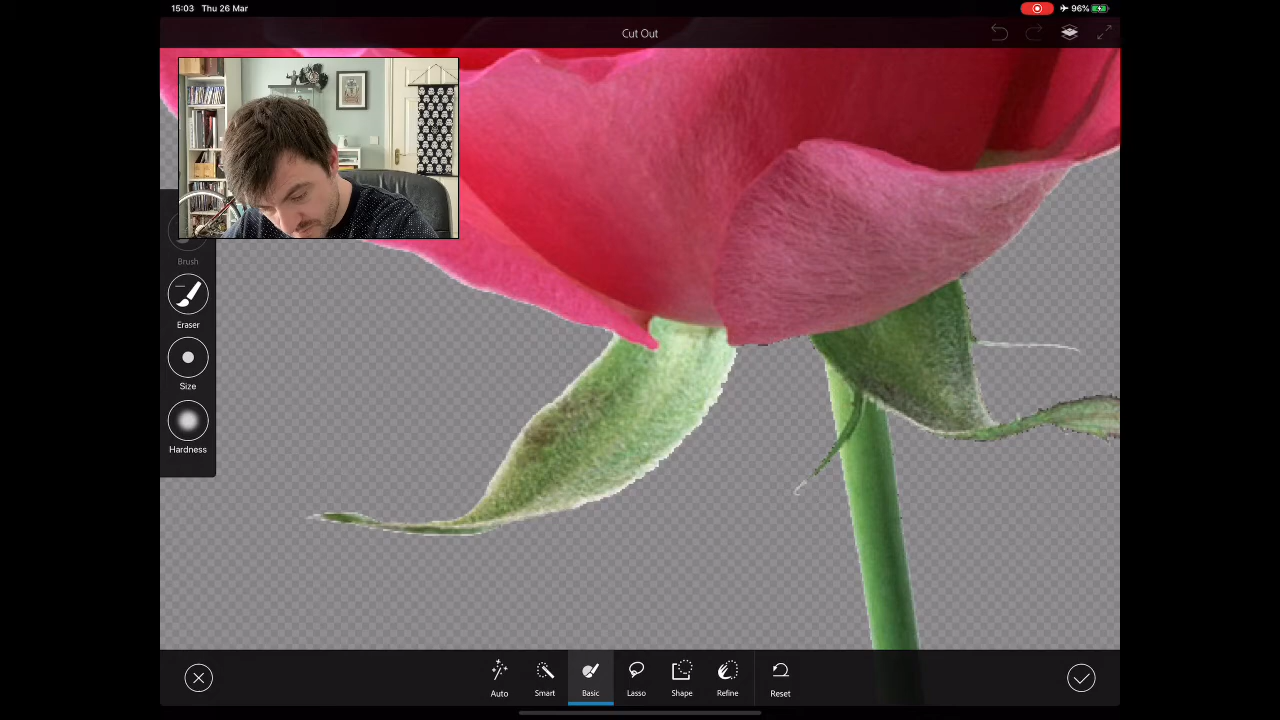 15:03 Thu 26 Mar
96%
Cut Out
Brush
Eraser
Size
Hardness
Auto
Smart
Basic
Lasso
Shape
Refine
Reset